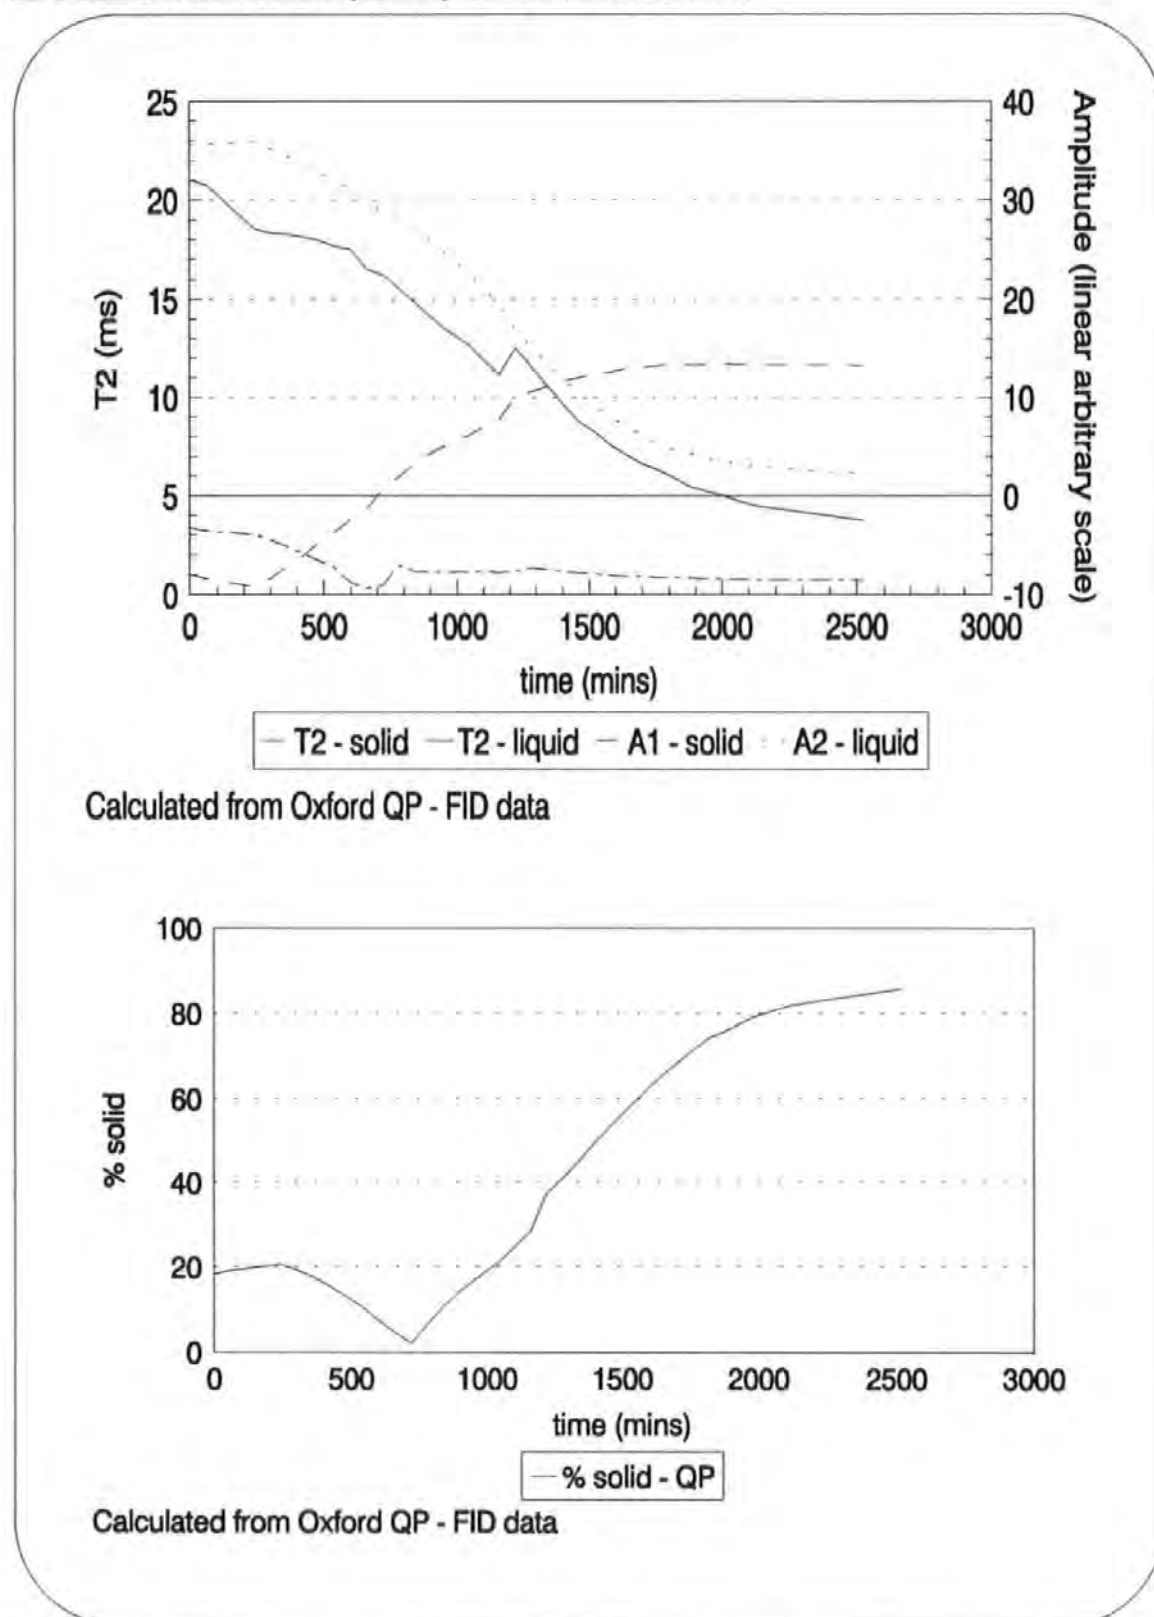 25
20
15
10
5
0
T2 (ms)
40
30
20
10
0
-10
Amplitude (linear arbitrary scale)
0 500 1000 1500 2000 2500 3000
time (mins)
T2 - solid T2 - liquid A1 - solid A2 - liquid
Calculated from Oxford QP - FID data
100
80
60
40
20
0
% solid
0 500 1000 1500 2000 2500 3000
time (mins)
% solid - QP
Calculated from Oxford QP - FID data